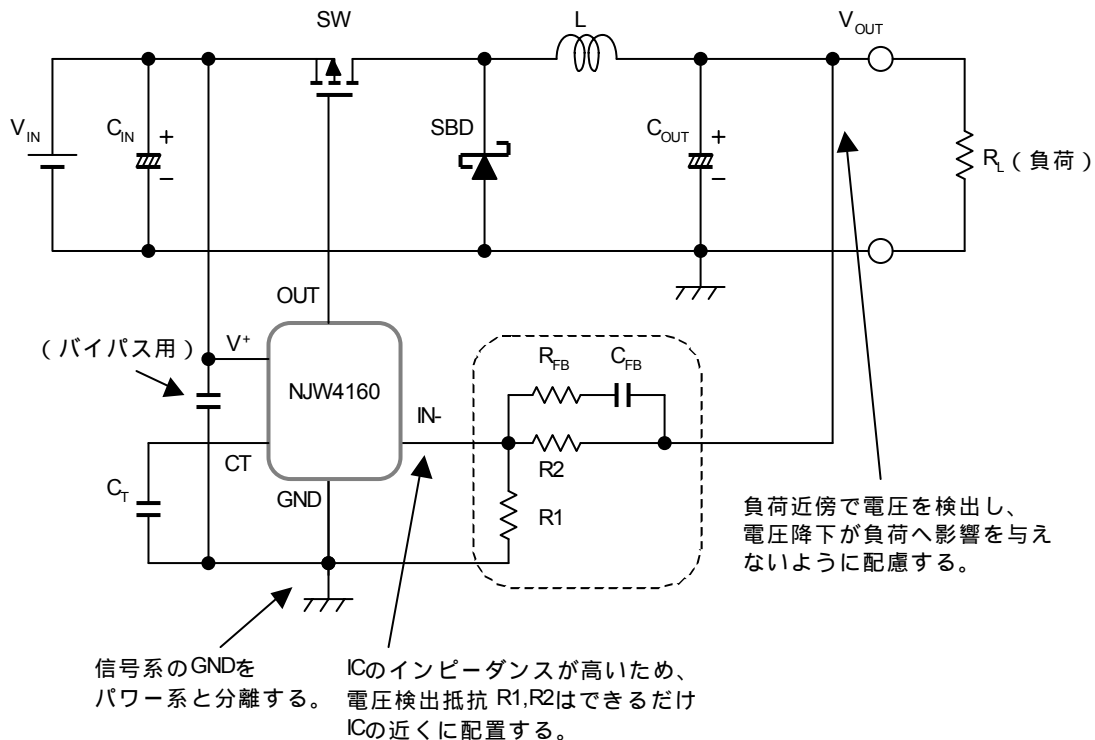 SW
L
VOUT
VIN
CIN
+
−
SBD
COUT
+
−
RL（負荷）
OUT
（バイパス用）
V+
NJW4160
RFB
CFB
IN-
CT
R2
CT
GND
R1
負荷近傍で電圧を検出し、
電圧降下が負荷へ影響を与え
ないように配慮する。
信号系のGNDを
パワー系と分離する。
ICのインピーダンスが高いため、
電圧検出抵抗 R1,R2はできるだけ
ICの近くに配置する。